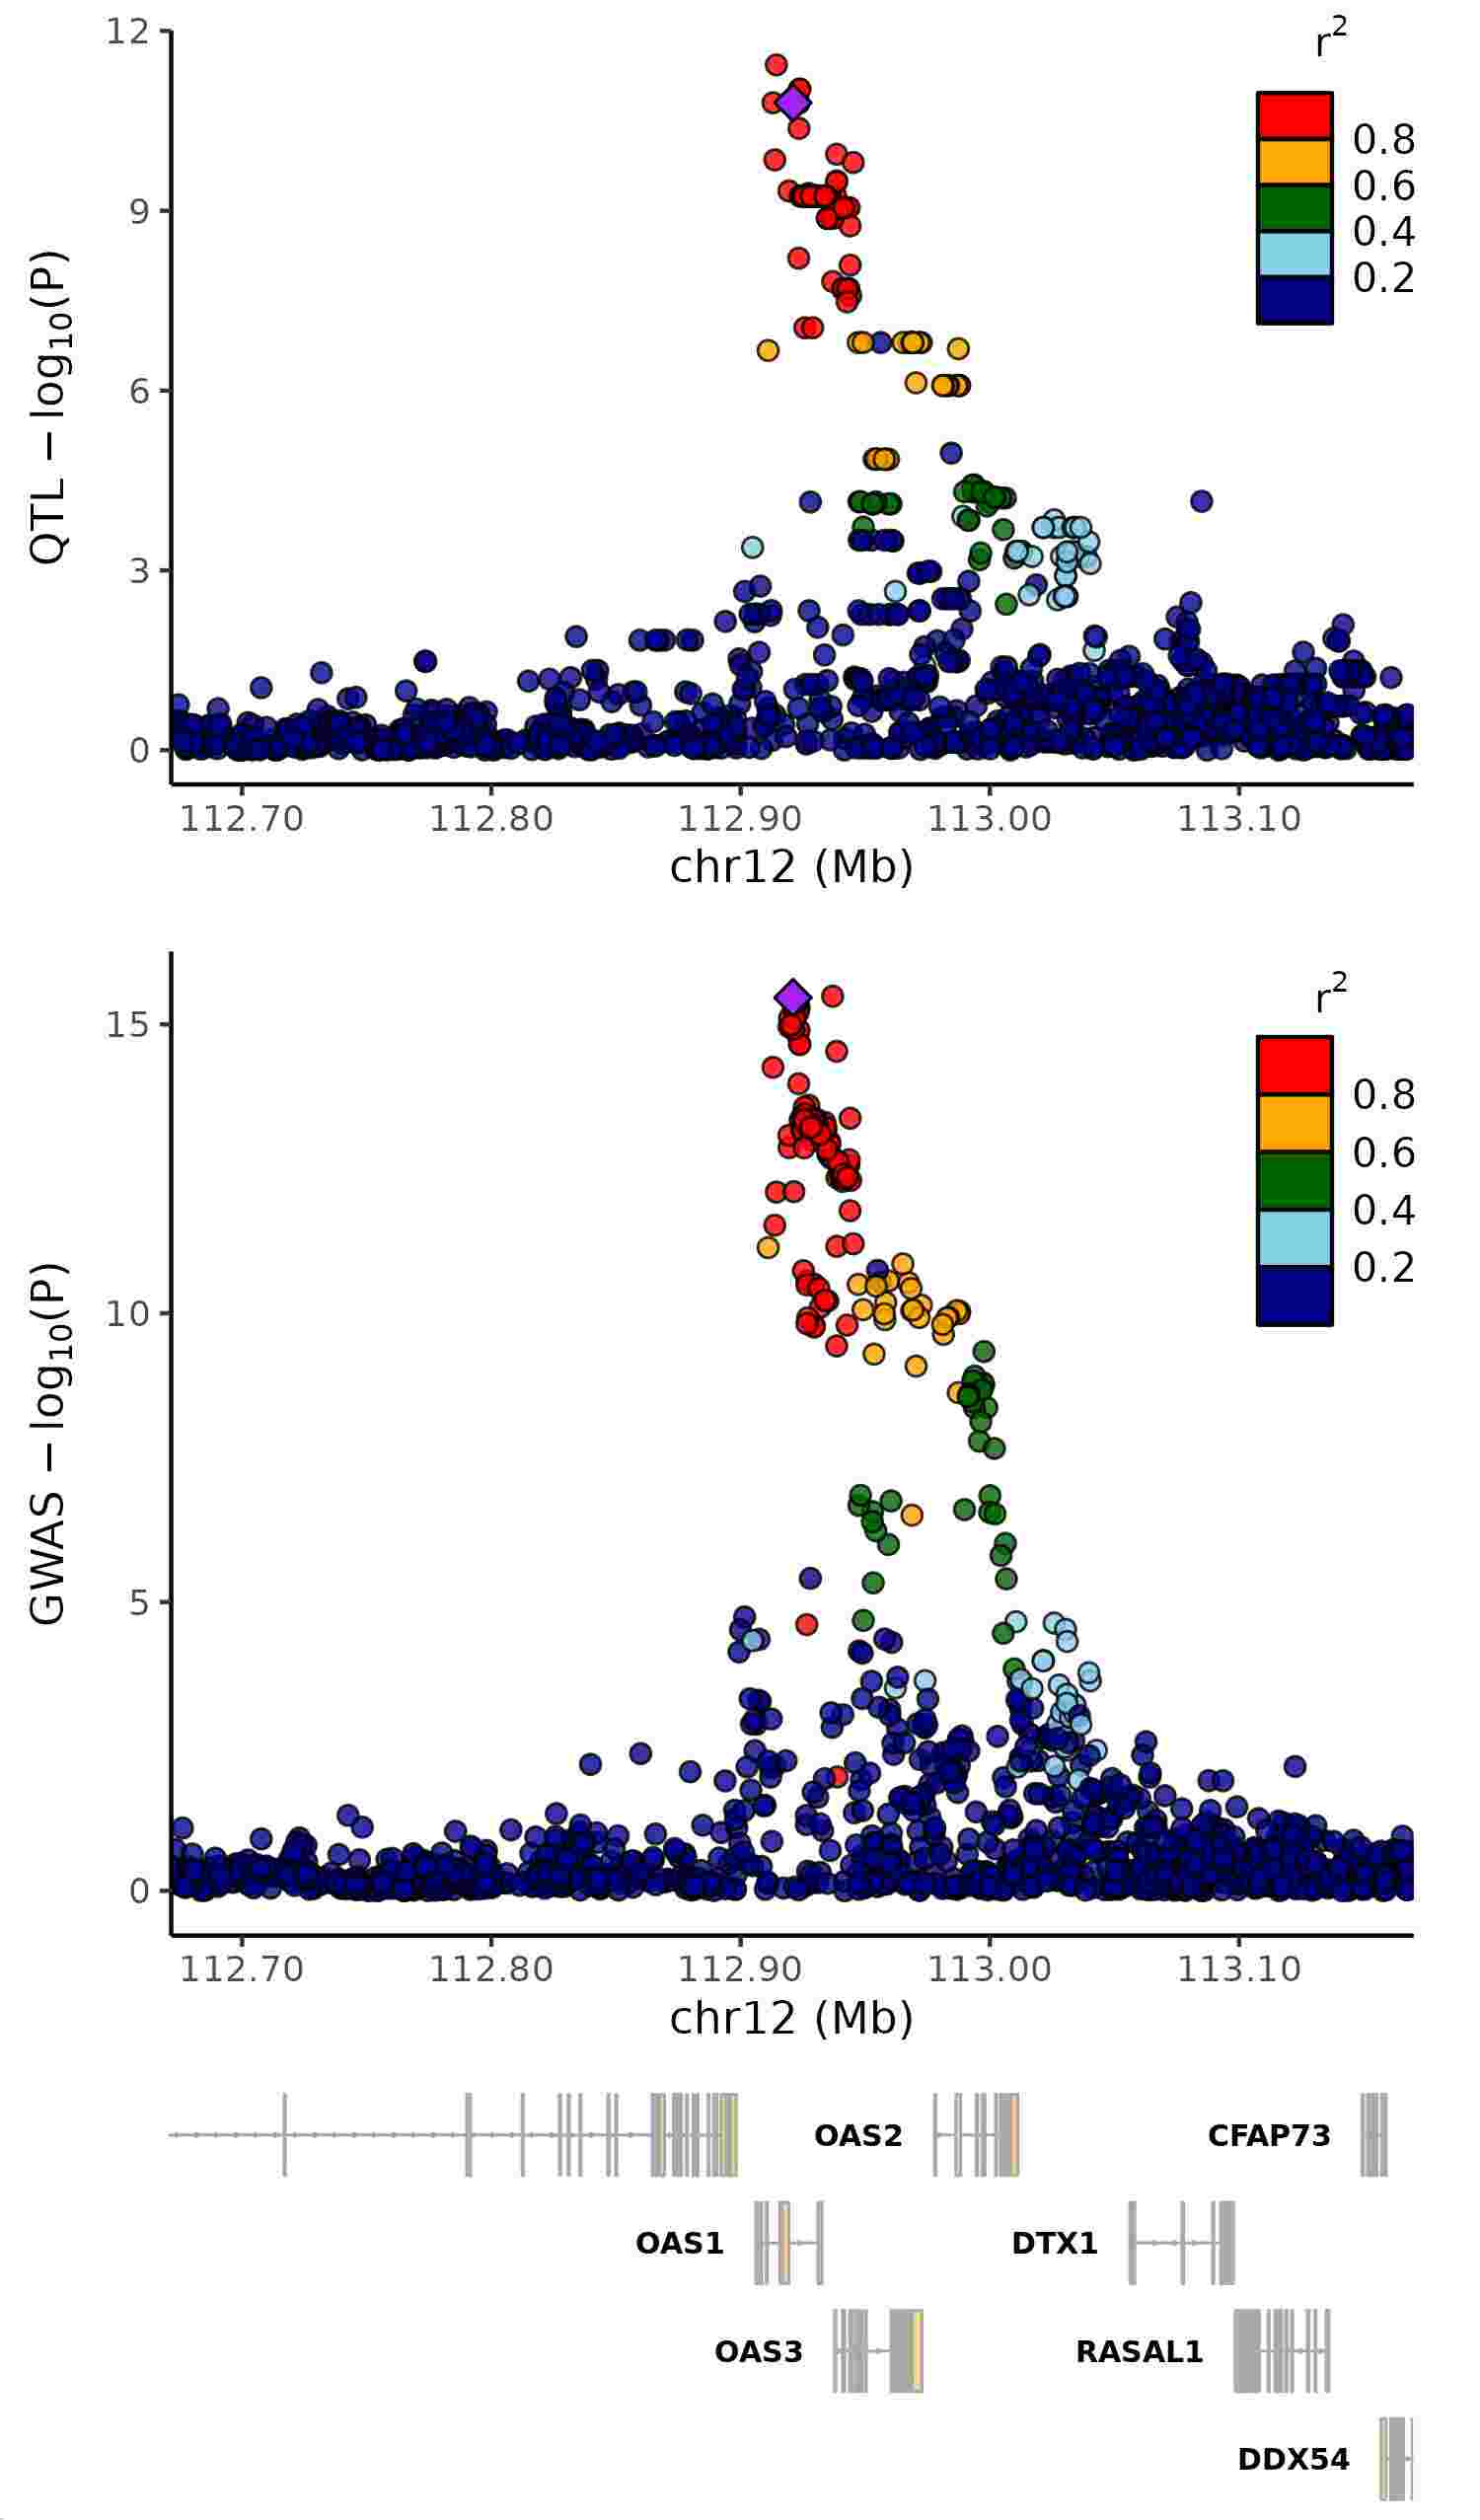 12
9
6
3
0
QTL −log10(P)
r2
0.8
0.6
0.4
0.2
112.70 112.80 112.90 113.00 113.10
chr12 (Mb)
15
10
5
0
GWAS −log10(P)
r2
0.8
0.6
0.4
0.2
112.70 112.80 112.90 113.00 113.10
chr12 (Mb)
OAS2 CFAP73
OAS1 DTX1
OAS3 RASAL1
DDX54